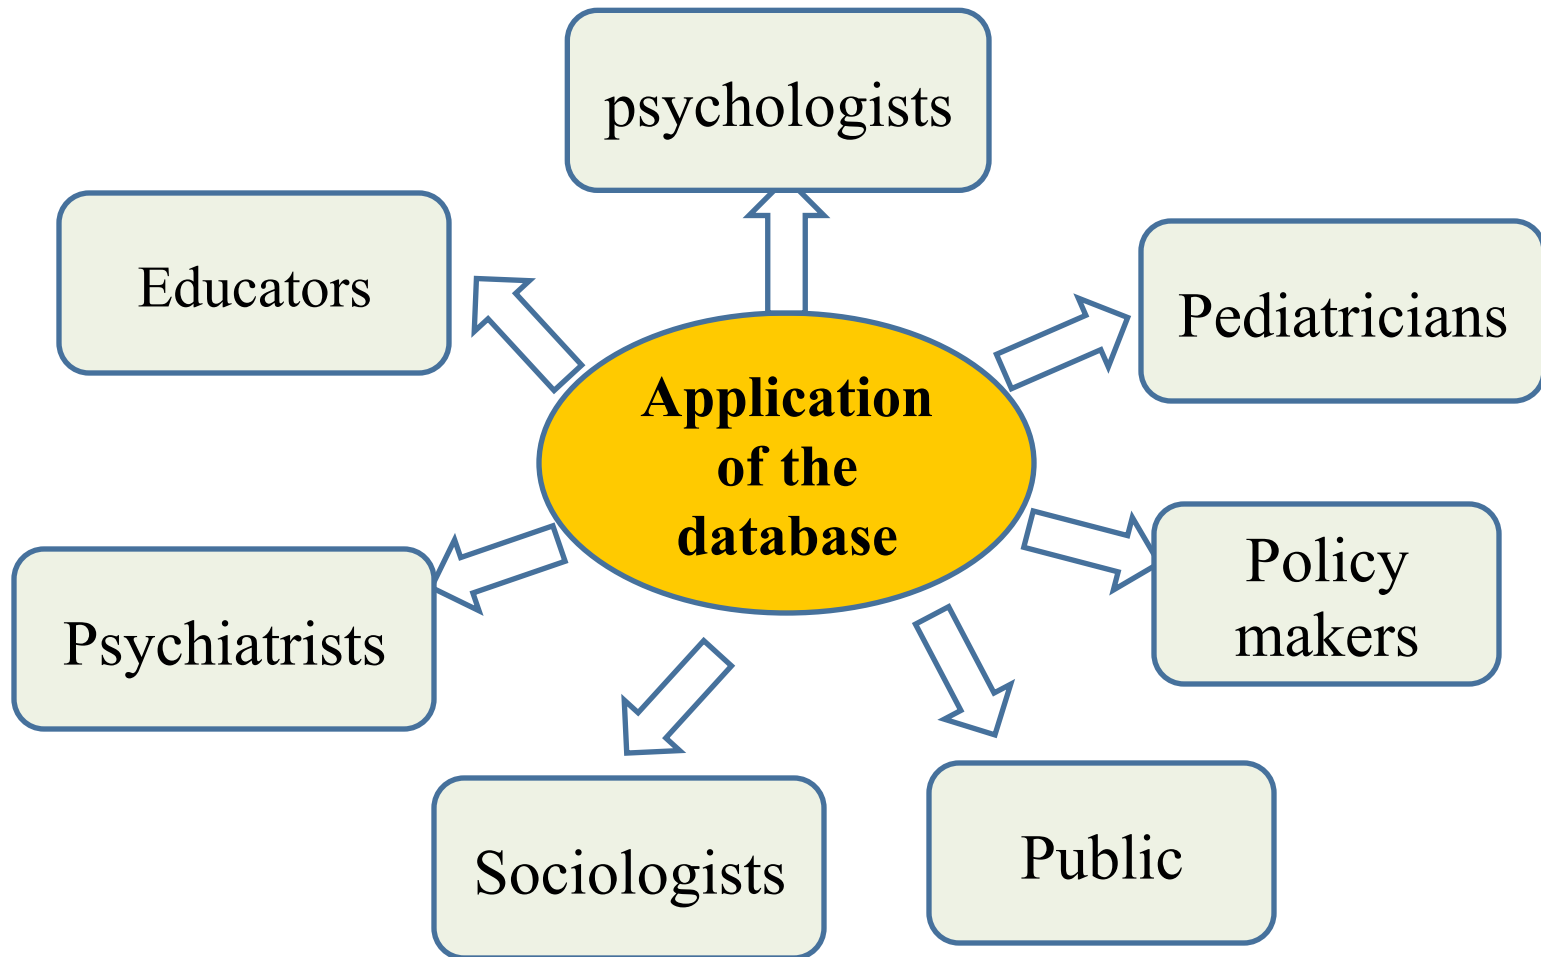 psychologists
Educators
Pediatricians
Application
of the
database
Policy
makers
Psychiatrists
Sociologists
Public